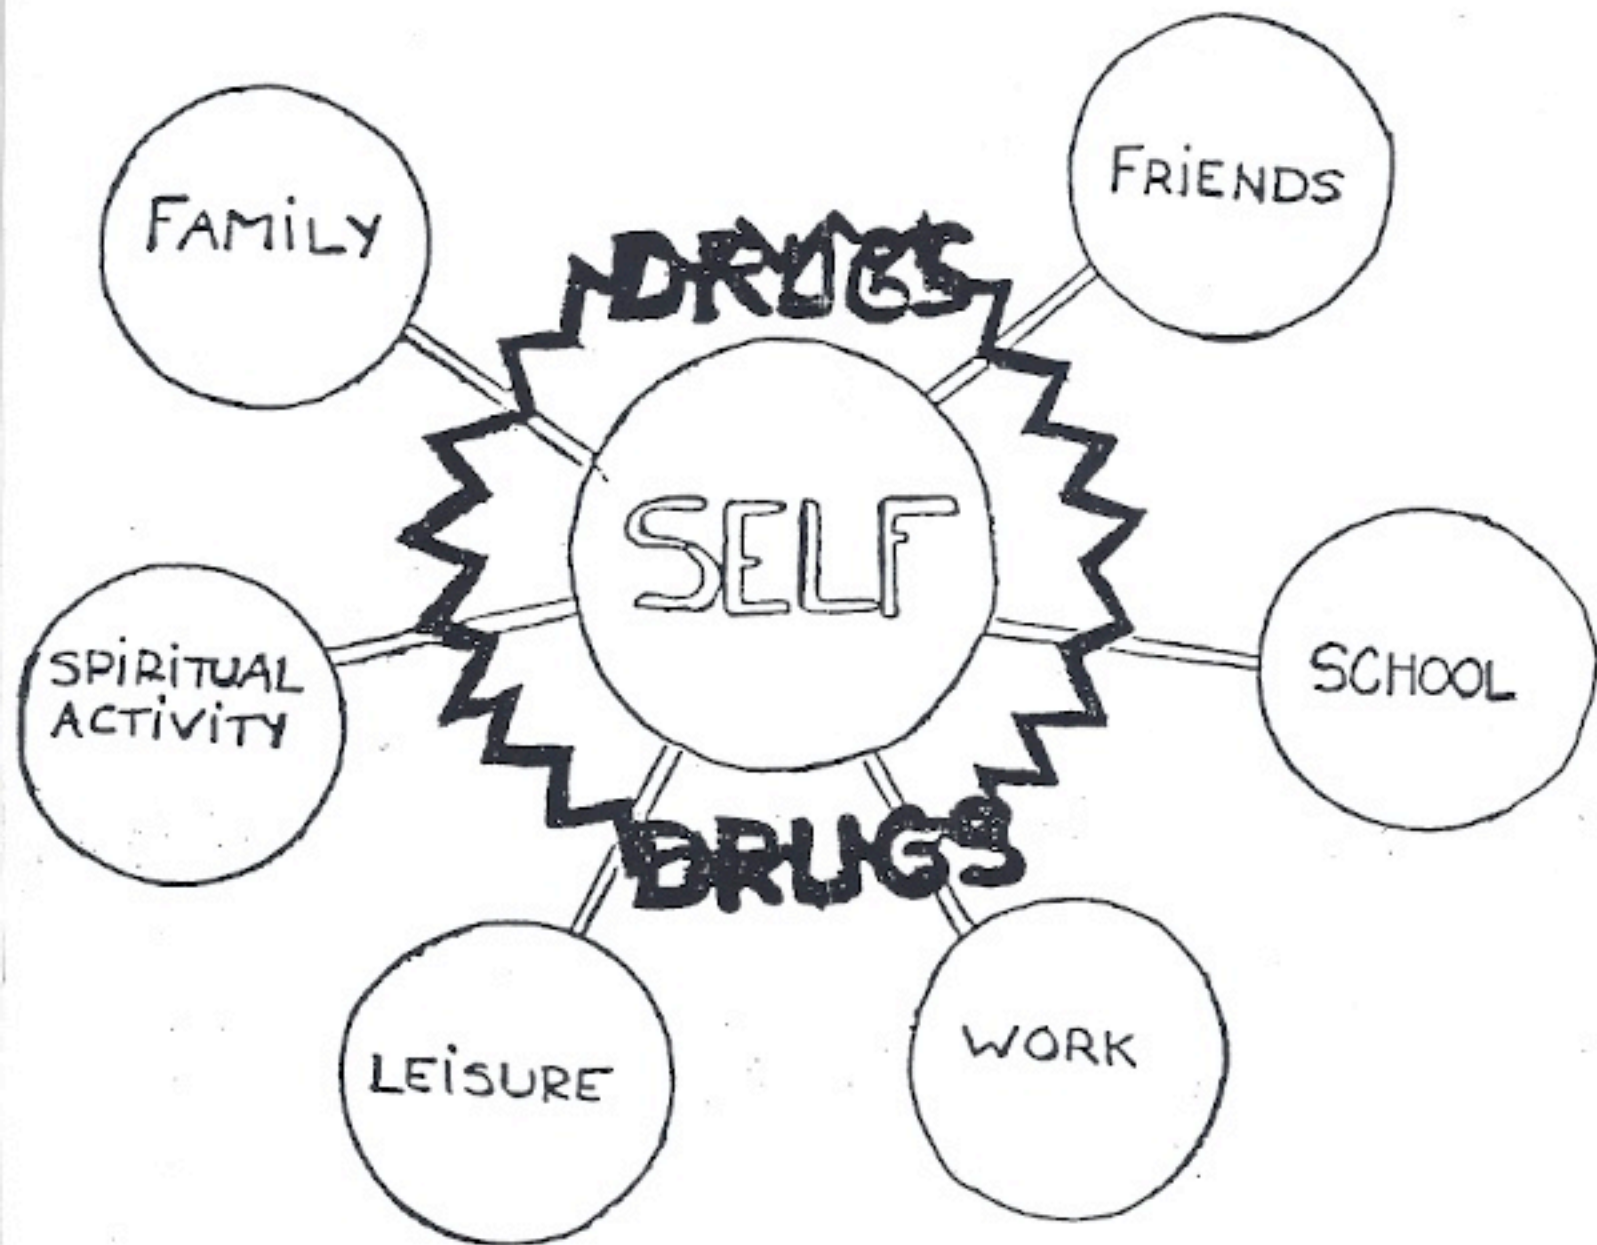 FRiENDS
FAMiLY
DRUGS
SELF
SPiRiTUAL
ACTiViTY
SCHOOL
DRUGS
WORK
LEiSURE